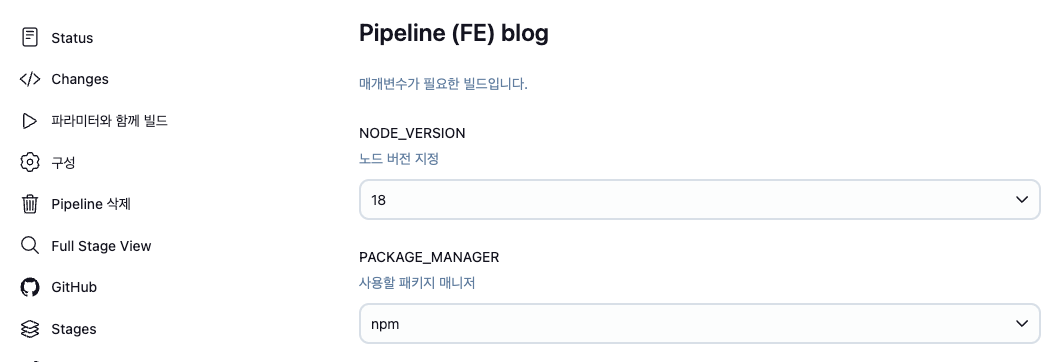 Status
Changes
파라미터와 함께 빌드
구성
Pipeline 삭제
Full Stage View
GitHub
Stages
Pipeline (FE) blog
매개변수가 필요한 빌드입니다.
NODE_VERSION
노드 버전 지정
18
PACKAGE_MANAGER
사용할 패키지 매니저
npm